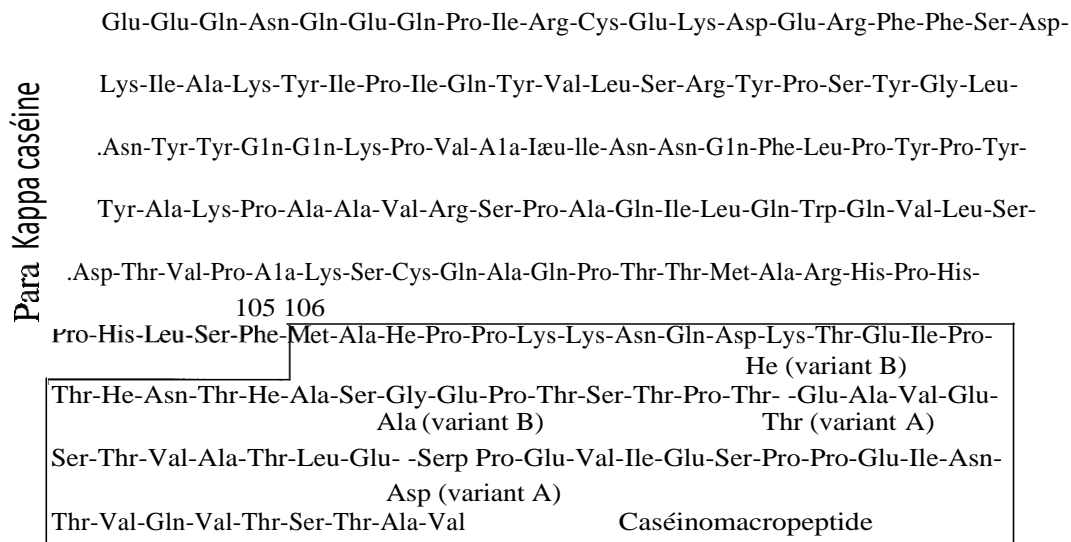 Glu-Glu-Gln-Asn-Gln-Glu-Gln-Pro-Ile-Arg-Cys-Glu-Lys-Asp-Glu-Arg-Phe-Phe-Ser-Asp-
Lys-Ile-Ala-Lys-Tyr-Ile-Pro-Ile-Gln-Tyr-Val-Leu-Ser-Arg-Tyr-Pro-Ser-Tyr-Gly-Leu-
.Asn-Tyr-Tyr-G1n-G1n-Lys-Pro-Val-A1a-Iæu-Ile-Asn-Asn-G1n-Phe-Leu-Pro-Tyr-Pro-Tyr-
Tyr-Ala-Lys-Pro-Ala-Ala-Val-Arg-Ser-Pro-Ala-Gln-Ile-Leu-Gln-Trp-Gln-Val-Leu-Ser-
.Asp-Thr-Val-Pro-A1a-Lys-Ser-Cys-Gln-Ala-Gln-Pro-Thr-Thr-Met-Ala-Arg-His-Pro-His-
Para Kappa caséine
105 106
Pro-His-Leu-Ser-Phe-Met-Ala-He-Pro-Pro-Lys-Lys-Asn-Gln-Asp-Lys-Thr-Glu-Ile-Pro-
He (variant B)
Thr-He-Asn-Thr-He-Ala-Ser-Gly-Glu-Pro-Thr-Ser-Thr-Pro-Thr- -Glu-Ala-Val-Glu-
Ala (variant B) Thr (variant A)
Ser-Thr-Val-Ala-Thr-Leu-Glu- -Serp Pro-Glu-Val-Ile-Glu-Ser-Pro-Pro-Glu-Ile-Asn-
Asp (variant A)
Thr-Val-Gln-Val-Thr-Ser-Thr-Ala-Val Caséinomacropeptide